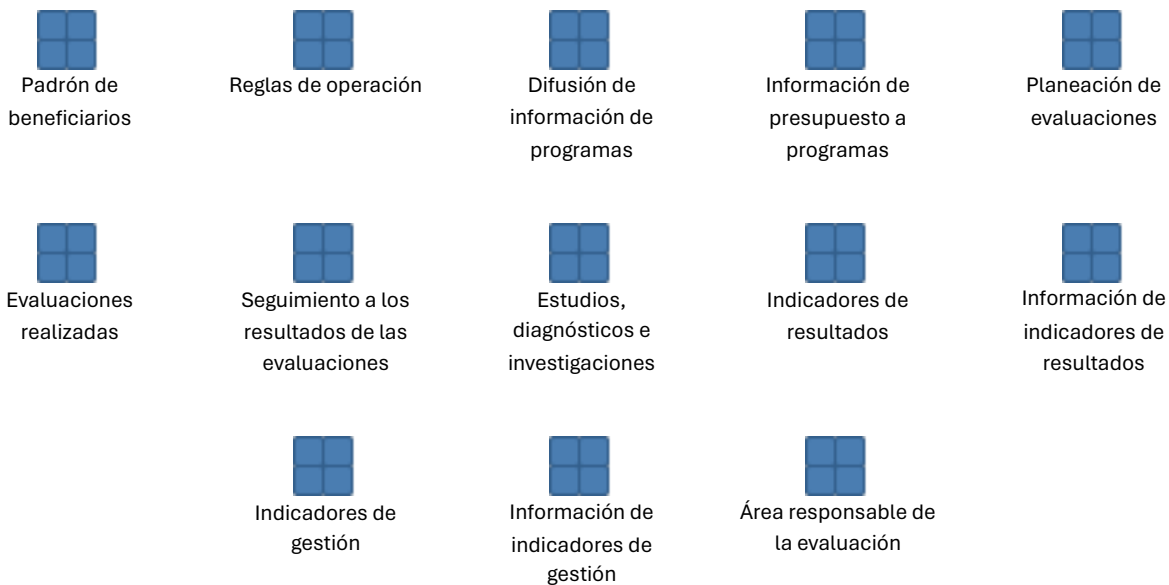 Padrón de
beneficiarios
Reglas de operación
Difusión de
información de
programas
Información de
presupuesto a
programas
Planeación de
evaluaciones
Evaluaciones
realizadas
Seguimiento a los
resultados de las
evaluaciones
Estudios,
diagnósticos e
investigaciones
Indicadores de
resultados
Información de
indicadores de
resultados
Indicadores de
gestión
Información de
indicadores de
gestión
Área responsable de
la evaluación